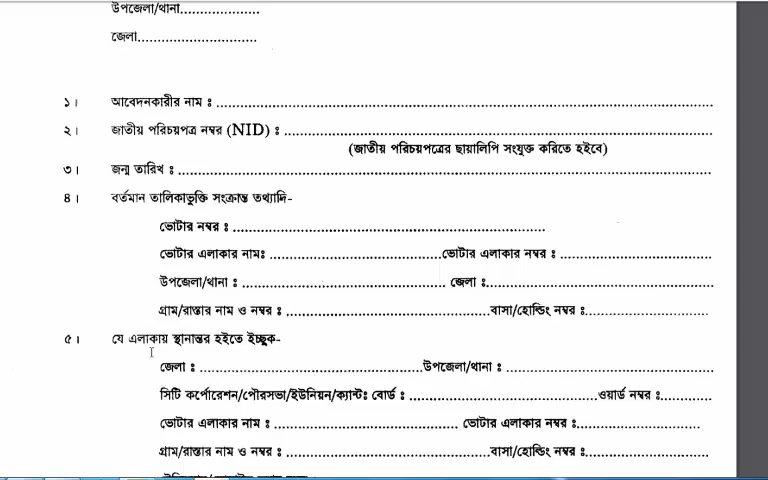 উপজেলা/থানা....................
জেলা..............................
১। আবেদনকারীর নাম ঃ ..........................................................................................
২। জাতীয় পরিচয়পত্র নম্বর (NID) ঃ ..........................................................................
(জাতীয় পরিচয়পত্রের ছায়ালিপি সংযুক্ত করিতে হইবে)
৩। জন্ম তারিখ ঃ ..........................................................................................
৪। বর্তমান তালিকাভুক্তি সংক্রান্ত তথ্যাদি-
ভোটার নম্বর ঃ ..........................................................................
ভোটার এলাকার নামঃ ..........................................ভোটার এলাকার নম্বর ঃ ......................................
উপজেলা/থানা ঃ .................................................. জেলা ঃ..........................................................
গ্রাম/রাস্তার নাম ও নম্বর ঃ ..................................................বাসা/হোল্ডিং নম্বর ঃ..............................
৫। যে এলাকায় স্থানান্তর হইতে ইচ্ছুক-
জেলা ঃ ......................................................উপজেলা/থানা ঃ ..................................................
সিটি কর্পোরেশন/পৌরসভা/ইউনিয়ন/ক্যান্টঃ বোর্ড ঃ ..............................................ওয়ার্ড নম্বর ঃ............
ভোটার এলাকার নাম ঃ .............................................. ভোটার এলাকার নম্বর ঃ..............................
গ্রাম/রাস্তার নাম ও নম্বর ঃ ..................................................বাসা/হোল্ডিং নম্বর ঃ..............................